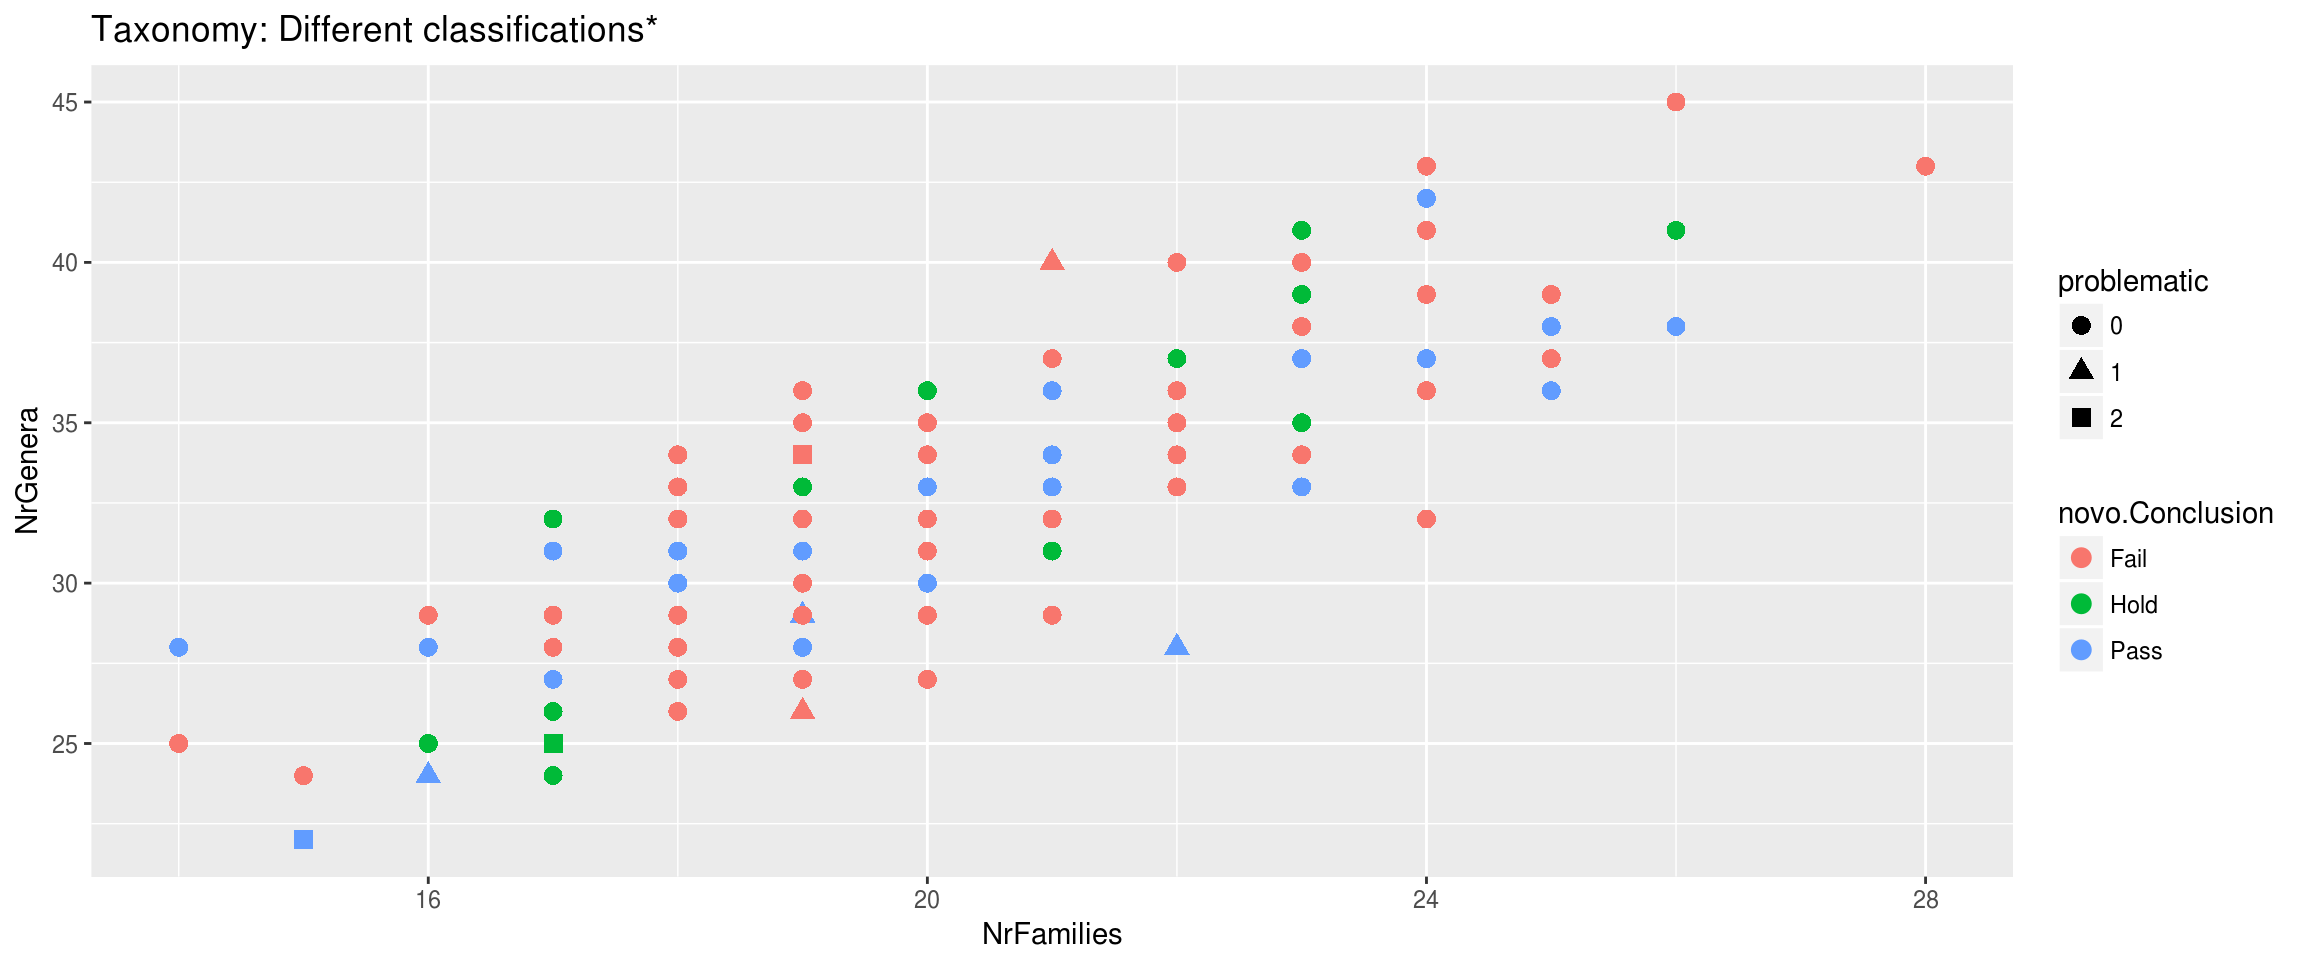 Taxonomy: Different classifications*
45
40
35
30
25
NrGenera
16
20
24
28
NrFamilies
problematic
0
1
2
novo.Conclusion
Fail
Hold
Pass